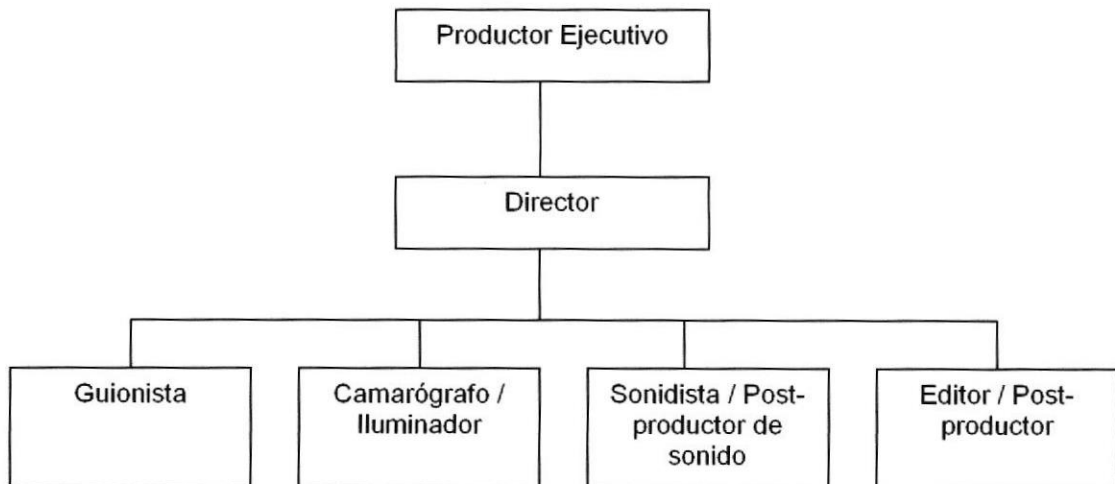 Productor Ejecutivo
Director
Guionista
Camarógrafo /
Iluminador
Sonidista / Post-
productor de
sonido
Editor / Post-
productor